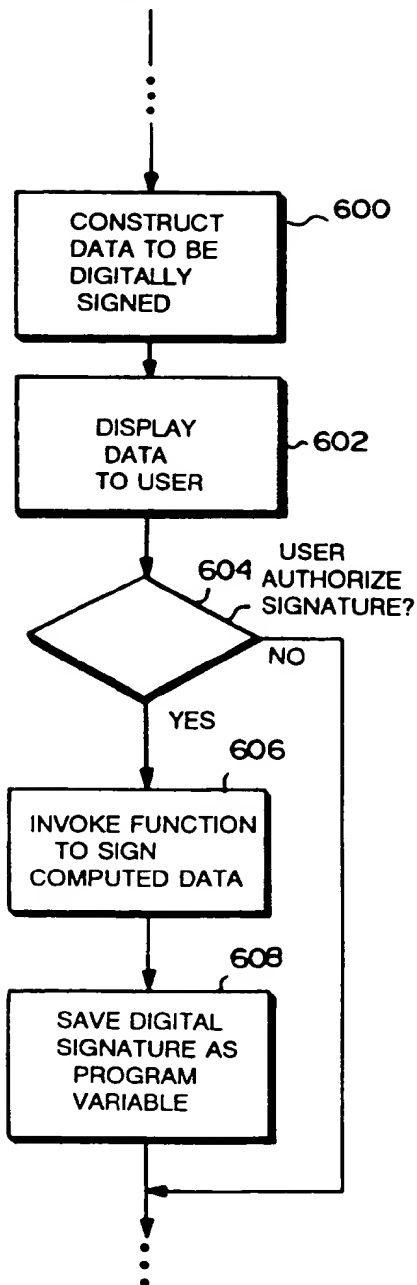 CONSTRUCT
DATA TO BE
DIGITALLY
SIGNED
600
DISPLAY
DATA
TO USER
602
604
USER
AUTHORIZE
SIGNATURE?
NO
YES
606
INVOKE FUNCTION
TO SIGN
COMPUTED DATA
608
SAVE DIGITAL
SIGNATURE AS
PROGRAM
VARIABLE